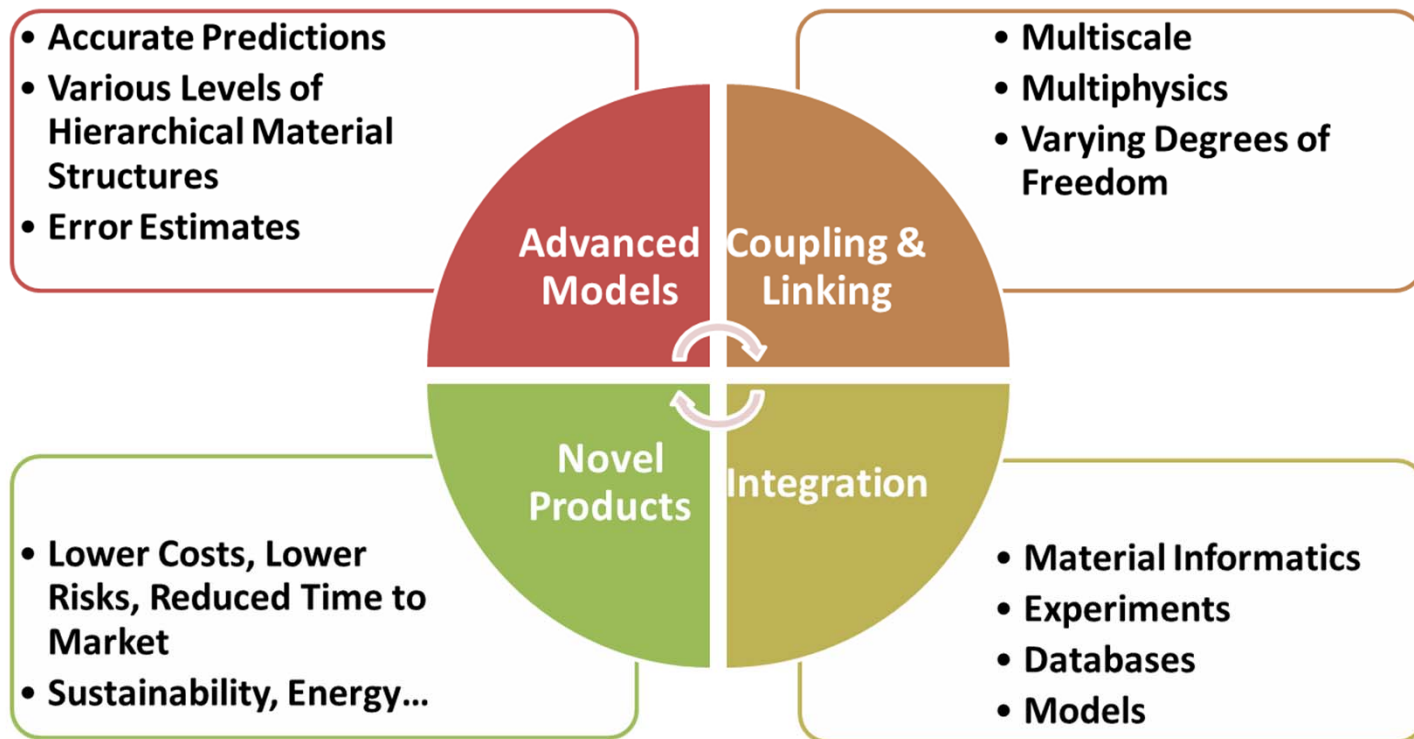 • Accurate Predictions
• Various Levels of
Hierarchical Material
Structures
• Error Estimates
• Multiscale
• Multiphysics
• Varying Degrees of
Freedom
Advanced
Models
Coupling &
Linking
Novel
Products
Integration
• Lower Costs, Lower
Risks, Reduced Time to
Market
• Sustainability, Energy...
• Material Informatics
• Experiments
• Databases
• Models